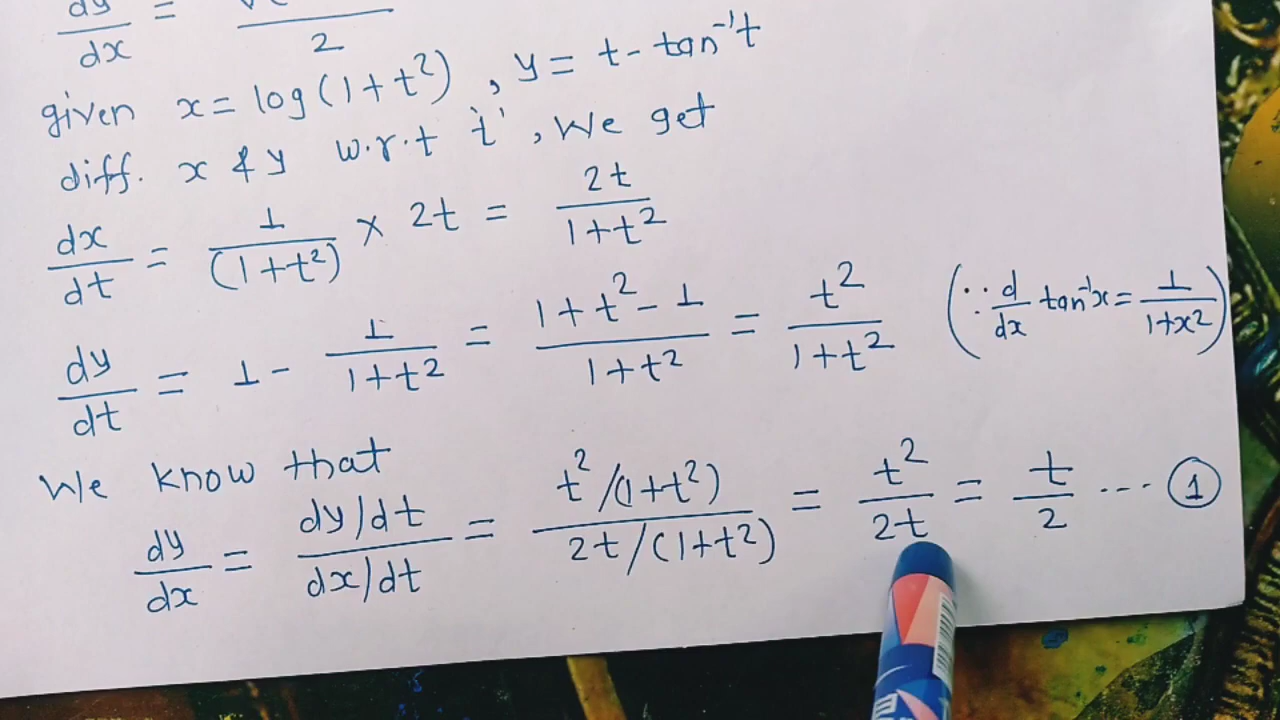 dy/dx = /2
given x = log(1+t²) , y = t - tan⁻¹t
diff. x & y w.r.t 't' , We get
dx/dt = 1/(1+t²) × 2t = 2t/1+t²
dy/dt = 1 - 1/1+t² = 1+t²-1/1+t² = t²/1+t² (∵ d/dx tan⁻¹x = 1/1+x²)
We know that
dy/dx = dy/dt/dx/dt = t²/(1+t²)/2t/(1+t²) = t²/2t = t/2 ---- ①